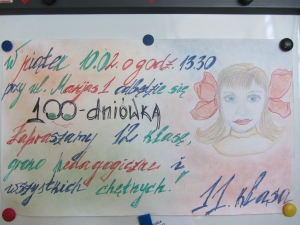 W piątek 10.02 o godz. 13.30
przy ul. 1 odbędzie się
100-dniówka
Zapraszamy 12 klasę,
grono pedagogiczne i
wszystkich chętnych!
11. klasa